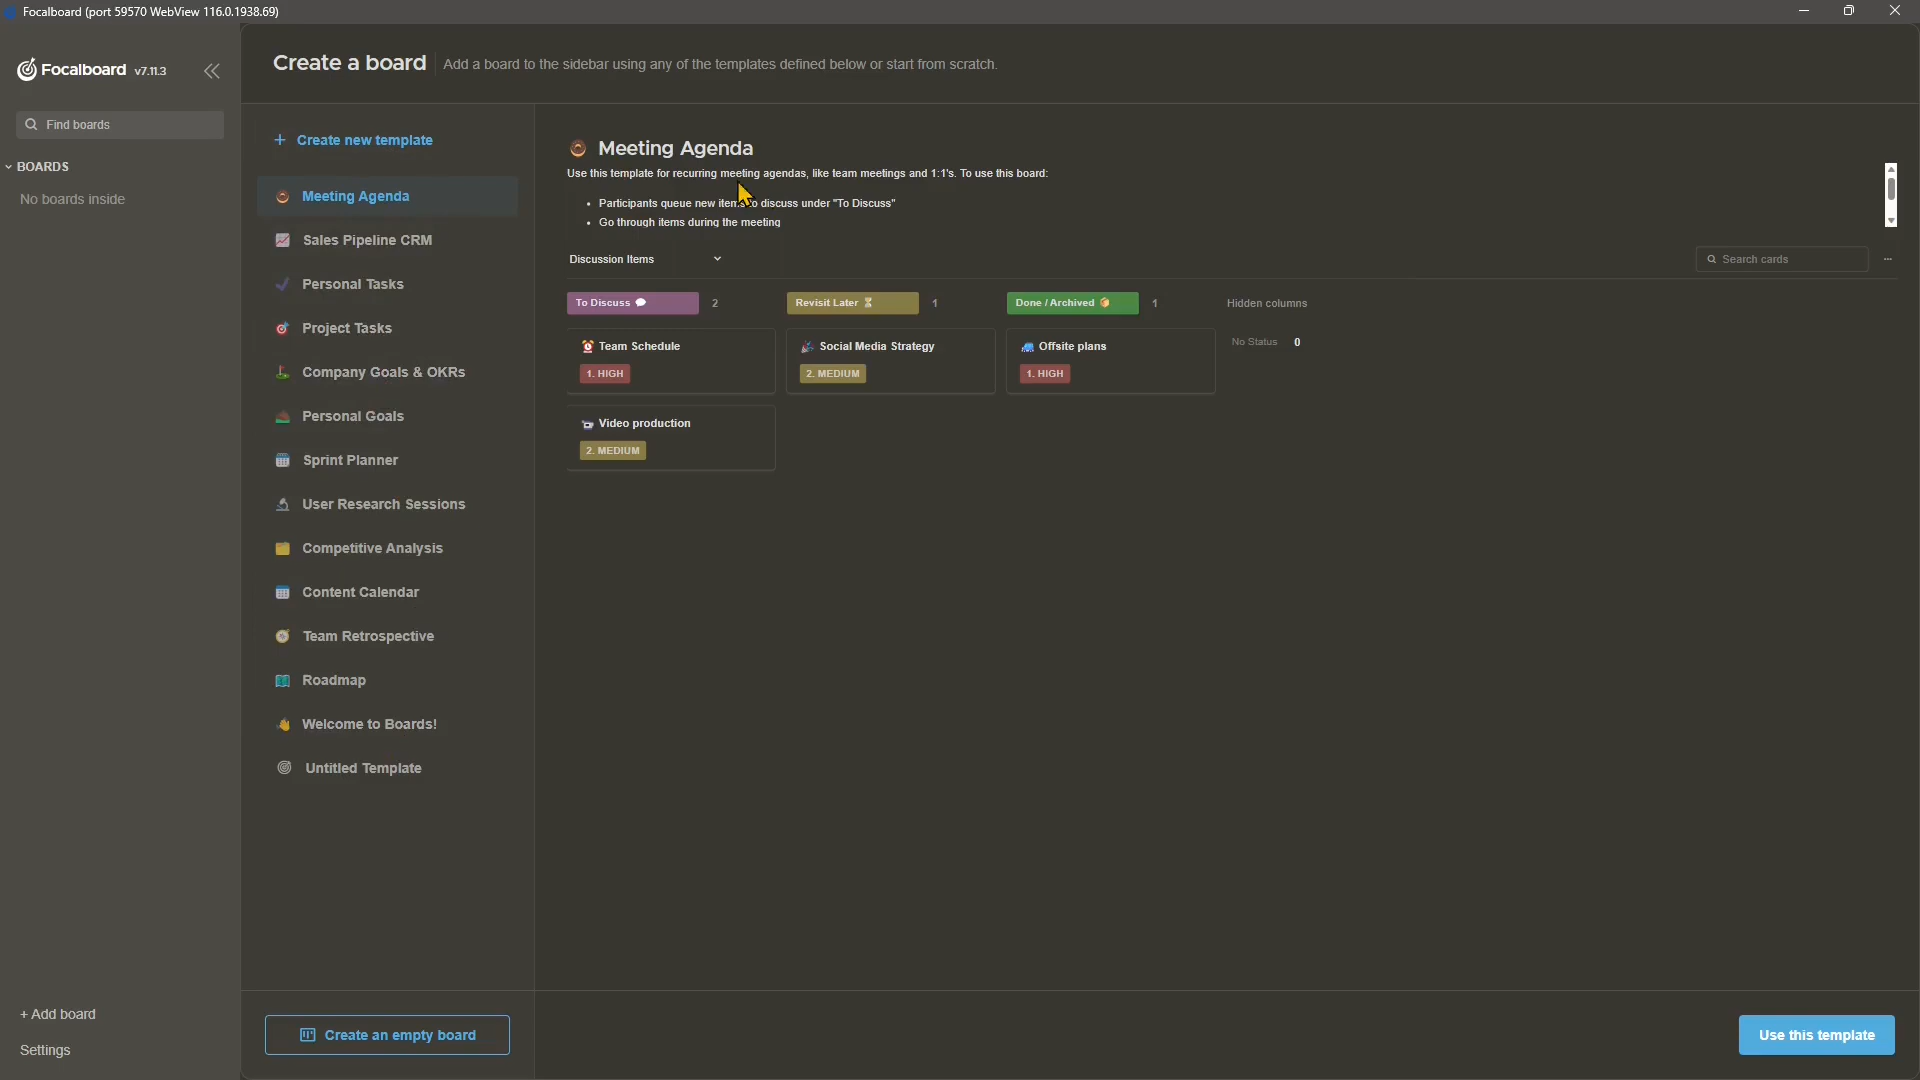 Focalboard (port 59570 WebView 116.0.1938.69)
Focalboard v7.11.3
Find boards
BOARDS
No boards inside
+ Add board
Settings
Create a board
Add a board to the sidebar using any of the templates defined below or start from scratch.
+ Create new template
Meeting Agenda
Sales Pipeline CRM
Personal Tasks
Project Tasks
Company Goals & OKRs
Personal Goals
Sprint Planner
User Research Sessions
Competitive Analysis
Content Calendar
Team Retrospective
Roadmap
Welcome to Boards!
Untitled Template
Create an empty board
Meeting Agenda
Use this template for recurring meeting agendas, like team meetings and 1:1's. To use this board:
• Participants queue new items to discuss under "To Discuss"
• Go through items during the meeting
Discussion Items
Search cards
To Discuss 💬 2
Revisit Later ⏳ 1
Done / Archived 📦 1
Hidden columns
Team Schedule
1. HIGH
Social Media Strategy
2. MEDIUM
Offsite plans
1. HIGH
No Status 0
Video production
2. MEDIUM
Use this template